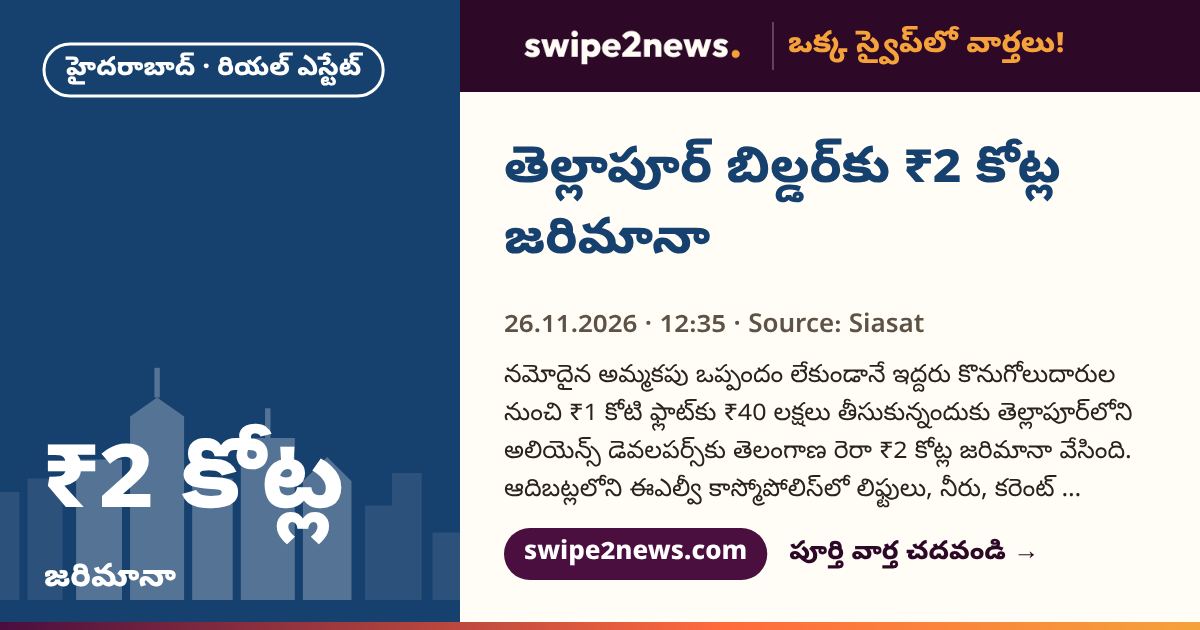 హైదరాబాద్ · రియల్ ఎస్టేట్
₹2 కోట్ల
జరిమానా
swipe2news.
ఒక్క స్వైప్‌లో వార్తలు!
తెల్లాపూర్ బిల్డర్‌కు ₹2 కోట్ల
జరిమానా
26.11.2026 · 12:35 · Source: Siasat
నమోదైన అమ్మకపు ఒప్పందం లేకుండానే ఇద్దరు కొనుగోలుదారుల
నుంచి ₹1 కోటి ఫ్లాట్‌కు ₹40 లక్షలు తీసుకున్నందుకు తెల్లాపూర్‌లోని
అలియెన్స్ డెవలపర్స్‌కు తెలంగాణ రెరా ₹2 కోట్ల జరిమానా వేసింది.
ఆదిబట్లలోని ఈఎల్వీ కాస్మోపోలిస్‌లో లిఫ్టులు, నీరు, కరెంట్ ...
swipe2news.com
పూర్తి వార్త చదవండి →